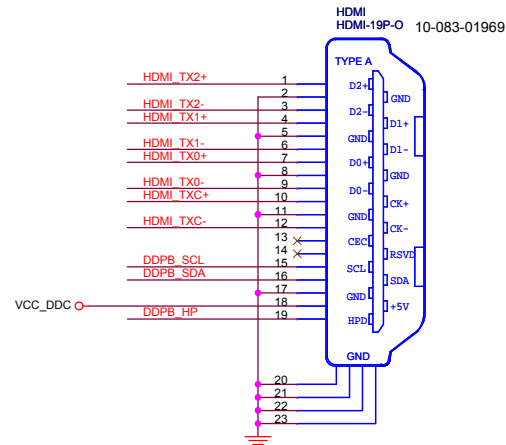 HDMI
HDMI-19P-O 10-083-01969
TYPE A
HDMI_TX2+ 1 D2+
2 GND
HDMI_TX2- 3 D2-
HDMI_TX1+ 4 D1+
5 GND
HDMI_TX1- 6 D1-
HDMI_TX0+ 7 D0+
8 GND
HDMI_TX0- 9 D0-
HDMI_TXC+ 10 CK+
11 GND
HDMI_TXC- 12 CK-
13 CEC
14 RSVD
DDPB_SCL 15 SCL
DDPB_SDA 16 SDA
17 GND
VCC_DDC 18 +5V
DDPB_HP 19 HPD
GND
20
21
22
23